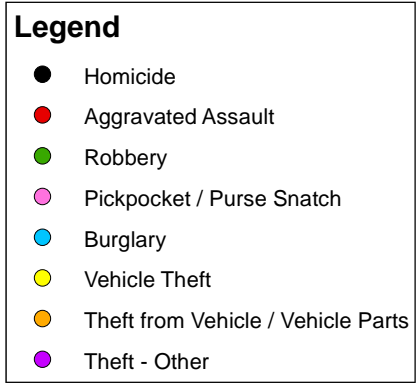 Legend
Homicide
Aggravated Assault
Robbery
Pickpocket / Purse Snatch
Burglary
Vehicle Theft
Theft from Vehicle / Vehicle Parts
Theft - Other